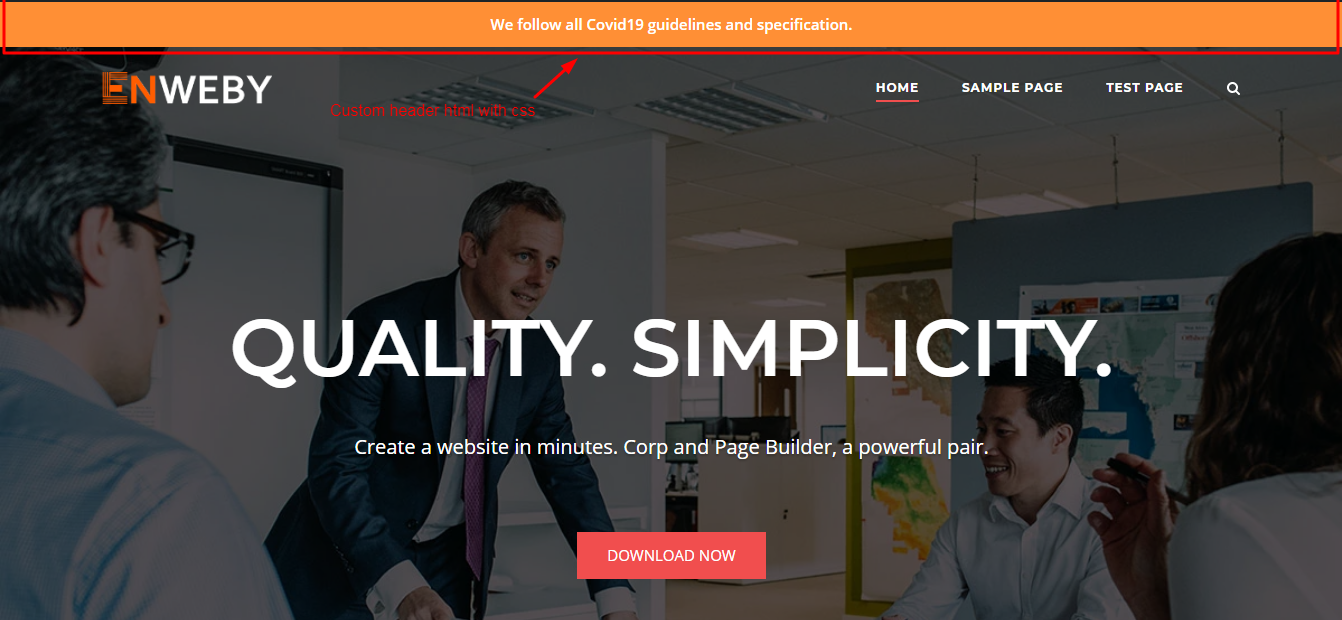 We follow all Covid19 guidelines and specification.
ENWEBY
HOME SAMPLE PAGE TEST PAGE
Custom header html with css
QUALITY. SIMPLICITY.
Create a website in minutes. Corp and Page Builder, a powerful pair.
DOWNLOAD NOW